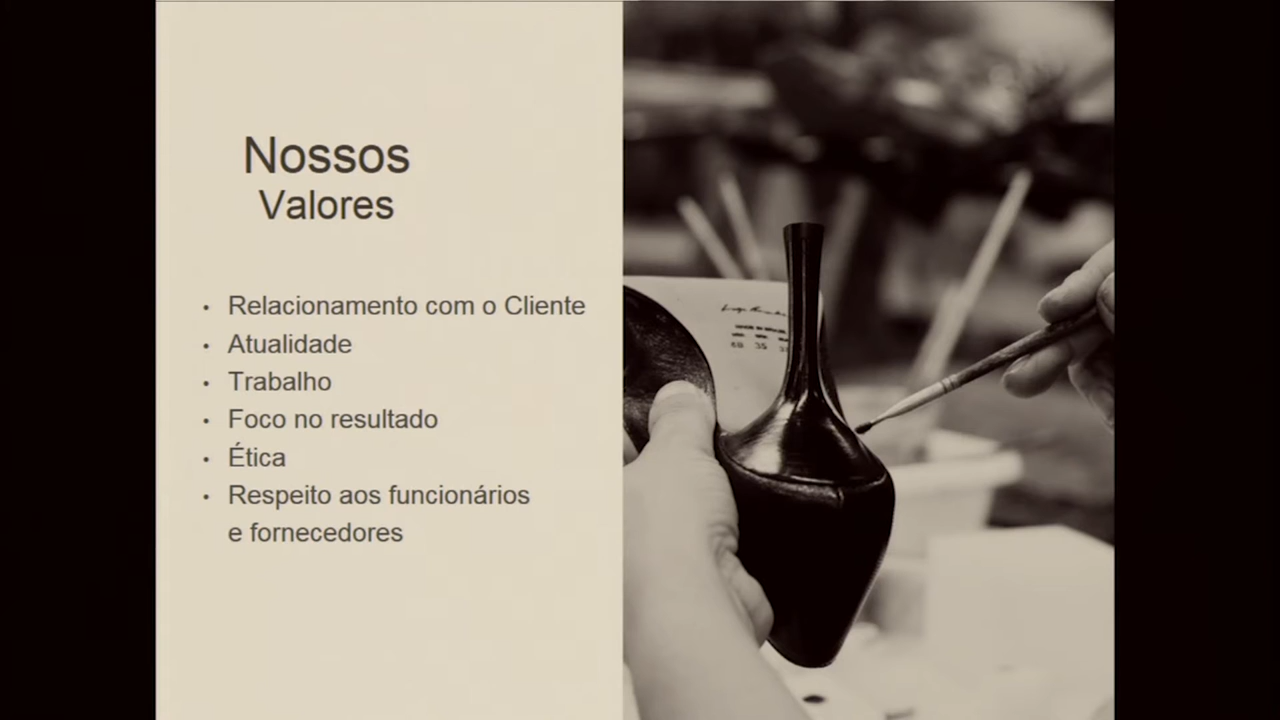 Nossos
Valores
• Relacionamento com o Cliente
• Atualidade
• Trabalho
• Foco no resultado
• Ética
• Respeito aos funcionários
e fornecedores